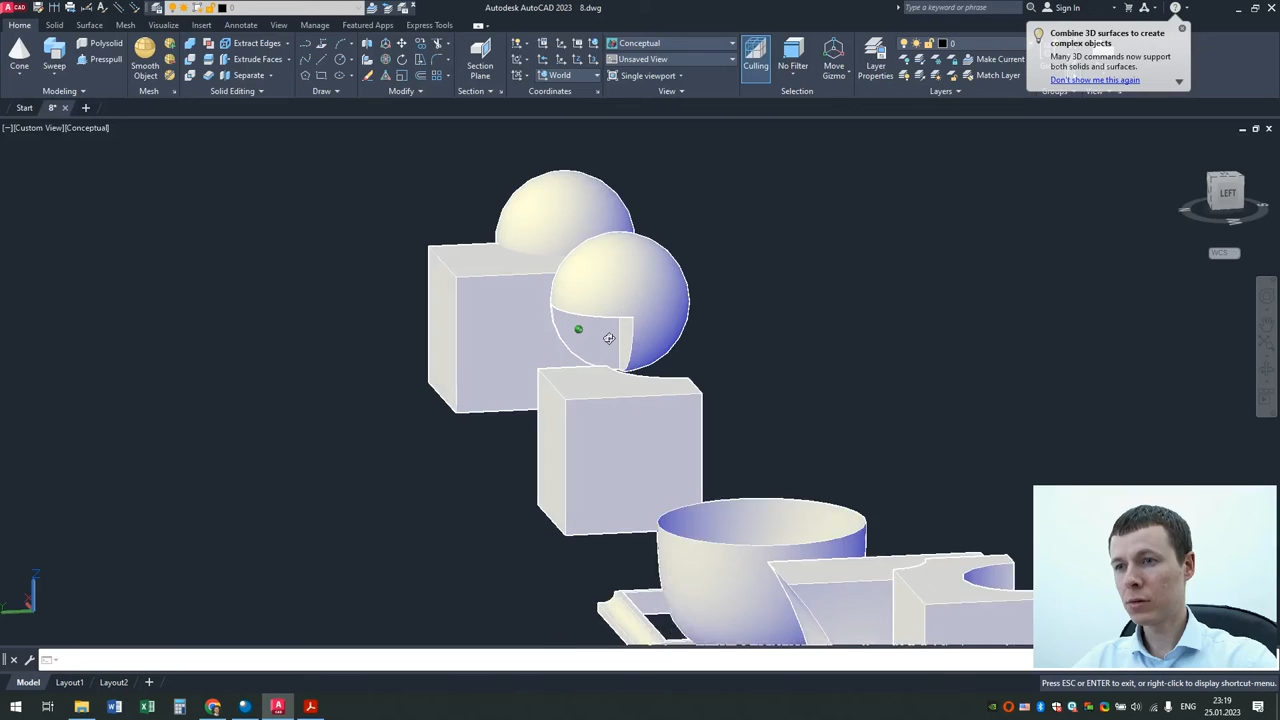 CAD
0
Autodesk AutoCAD 2023 8.dwg
Type a keyword or phrase
Sign In
Home
Solid
Surface
Mesh
Visualize
Insert
Annotate
View
Manage
Featured Apps
Express Tools
Cone
Sweep
Polysolid
Presspull
Smooth
Object
Extract Edges
Extrude Faces
Separate
World
Section
Plane
Conceptual
Unsaved View
Single viewport
Culling
No Filter
Move
Gizmo
Layer
Properties
0
Make Current
Match Layer
Modeling
Mesh
Solid Editing
Draw
Modify
Section
Coordinates
View
Selection
Layers
Groups
View
Combine 3D surfaces to create
complex objects
Many 3D commands now support
both solids and surfaces.
Don't show me this again
Start
8*
[−][Custom View][Conceptual]
LEFT
WCS
Z
Model
Layout1
Layout2
Press ESC or ENTER to exit, or right-click to display shortcut-menu.
23:19
25.01.2023